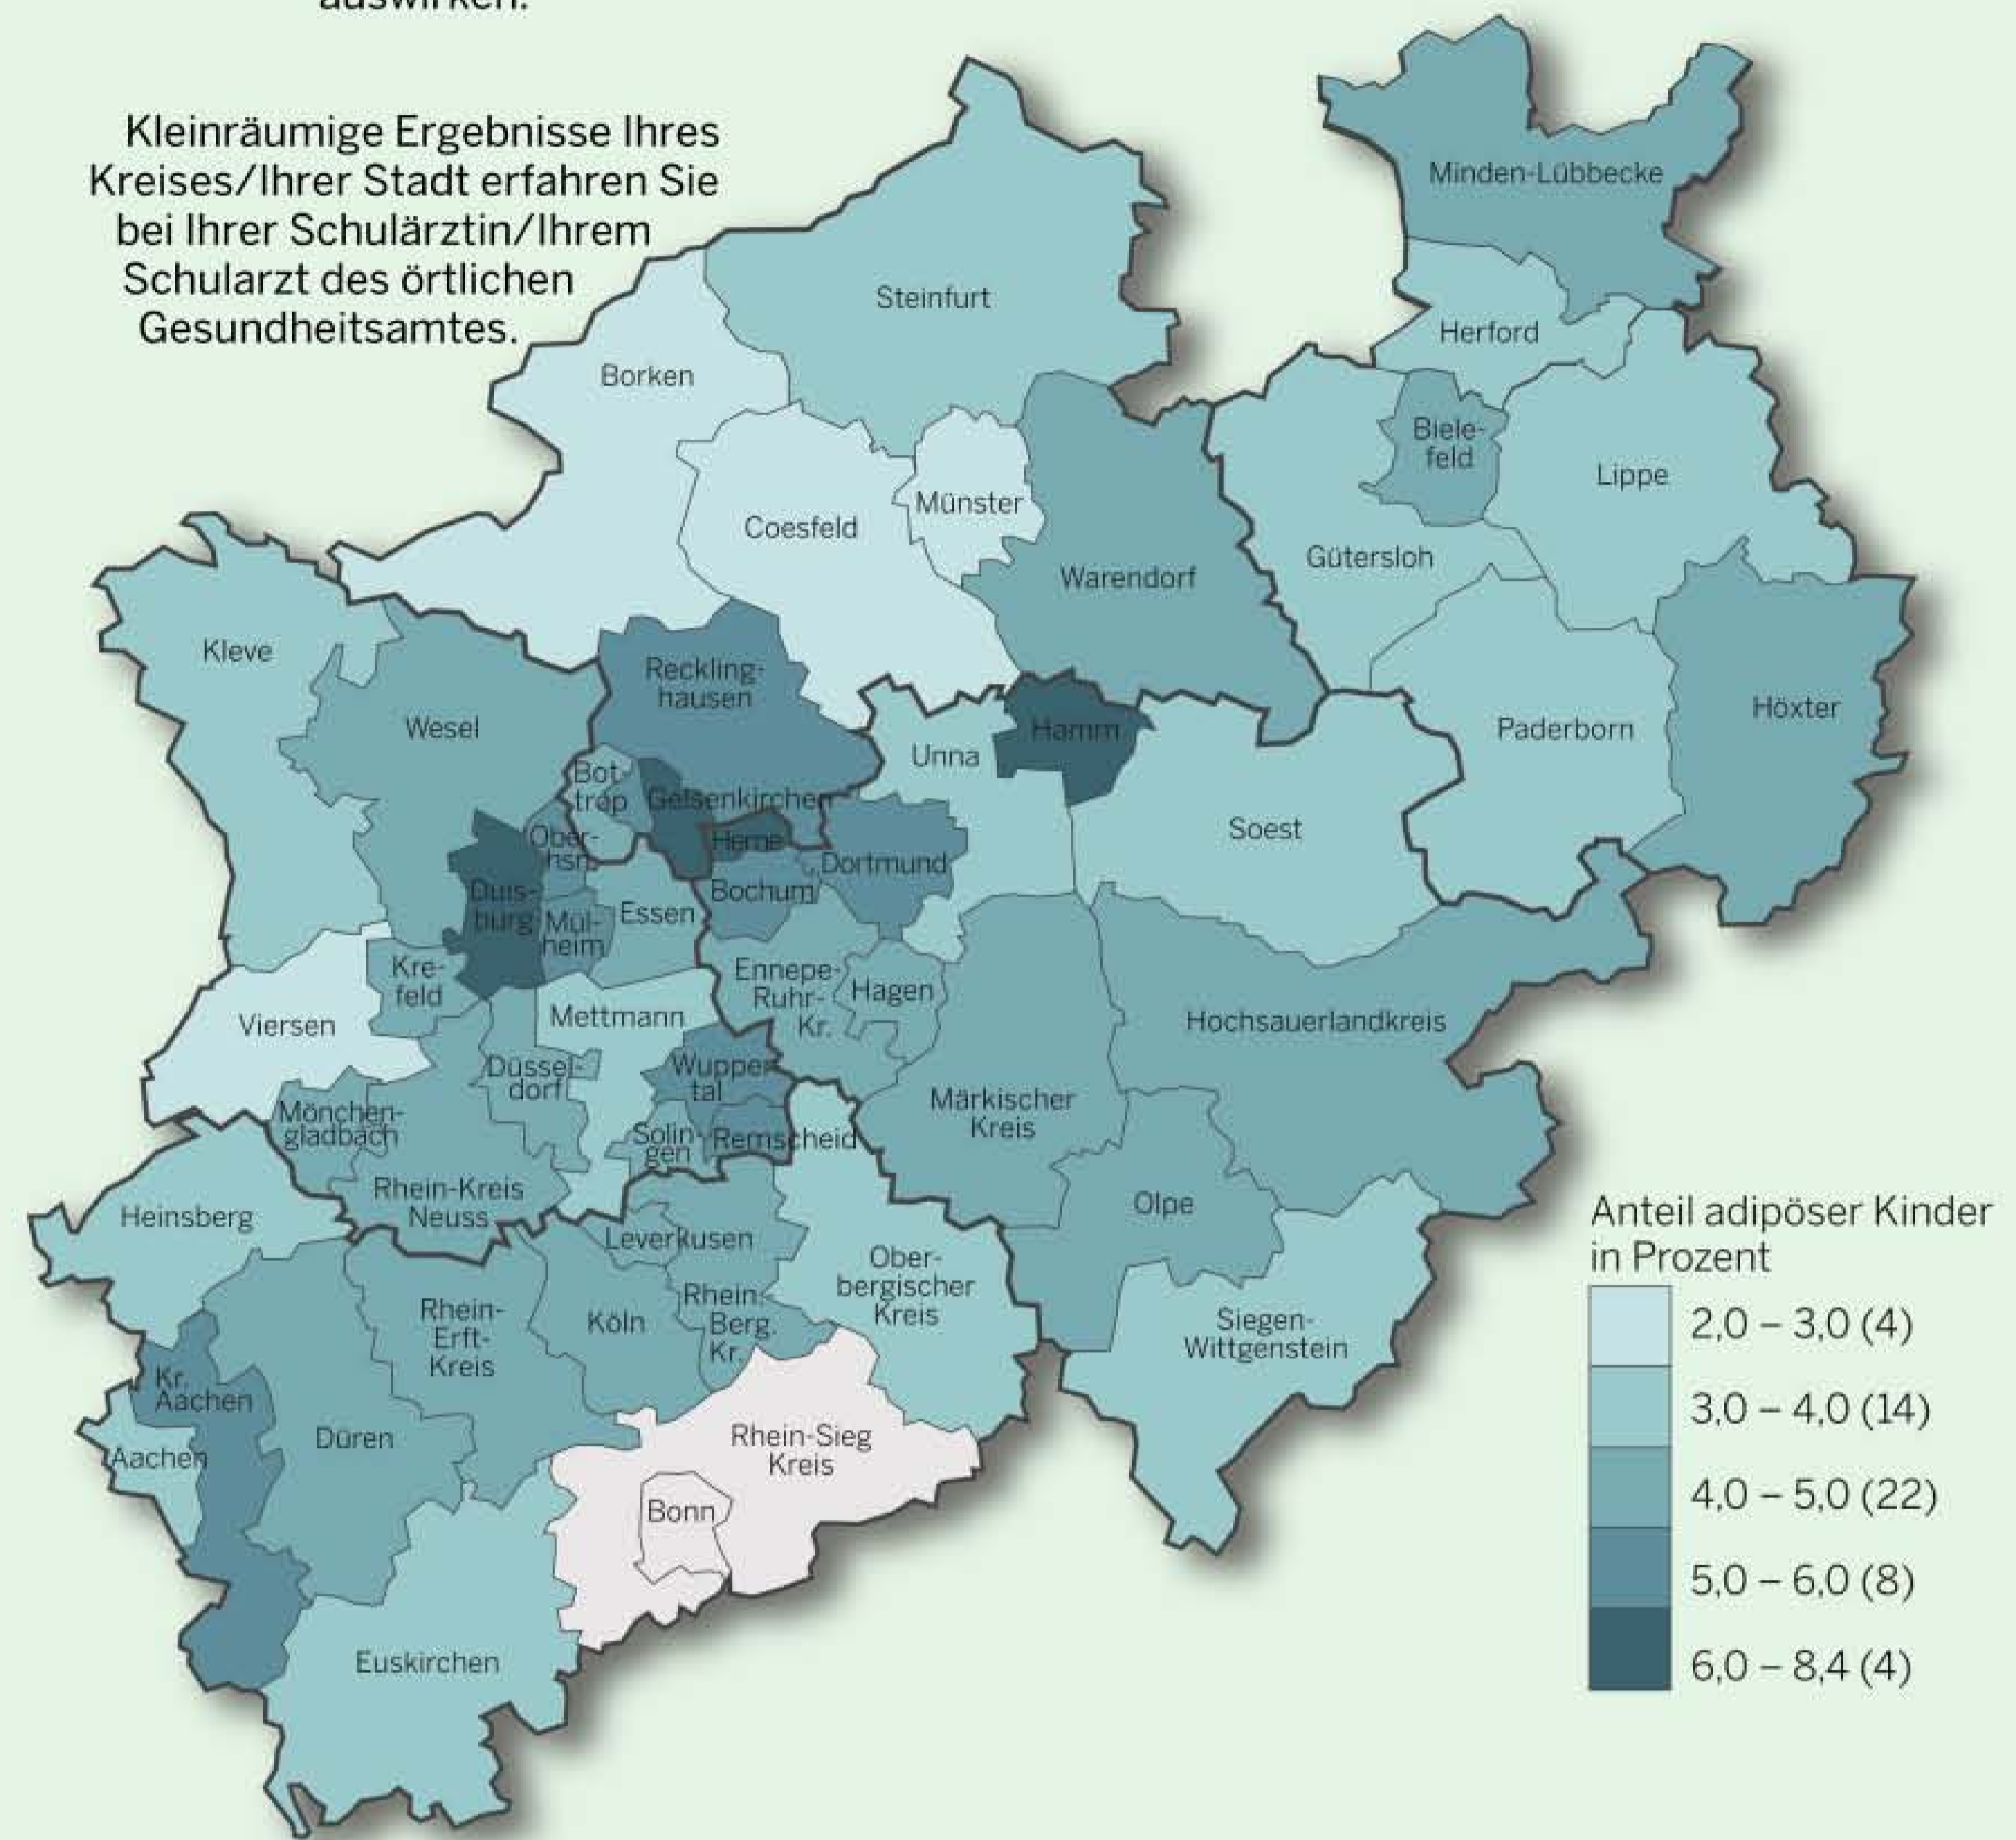 auswirken.
Kleinräumige Ergebnisse Ihres
Kreises/Ihrer Stadt erfahren Sie
bei Ihrer Schulärztin/Ihrem
Schularzt des örtlichen
Gesundheitsamtes.
Minden-Lübbecke
Steinfurt
Herford
Borken
Biele-
feld
Lippe
Münster
Coesfeld
Gütersloh
Warendorf
Kleve
Reckling-
hausen
Wesel
Höxter
Paderborn
Hamm
Unna
Bot-
trop
Gelsenkirchen
Soest
Ober-
hsn.
Herne
Dortmund
Duis-
burg
Bochum
Mül-
heim
Essen
Kre-
feld
Ennepe-
Ruhr-
Kr.
Hagen
Viersen
Mettmann
Hochsauerlandkreis
Düssel-
dorf
Wupper-
tal
Märkischer
Kreis
Mönchen-
gladbach
Solin-
gen
Remscheid
Rhein-Kreis
Neuss
Olpe
Heinsberg
Leverkusen
Ober-
bergischer
Kreis
Rhein-
Erft-
Kreis
Köln
Rhein.
Berg.
Kr.
Siegen-
Wittgenstein
Kr.
Aachen
Düren
Aachen
Rhein-Sieg
Kreis
Bonn
Euskirchen
Anteil adipöser Kinder
in Prozent
2,0 – 3,0 (4)
3,0 – 4,0 (14)
4,0 – 5,0 (22)
5,0 – 6,0 (8)
6,0 – 8,4 (4)